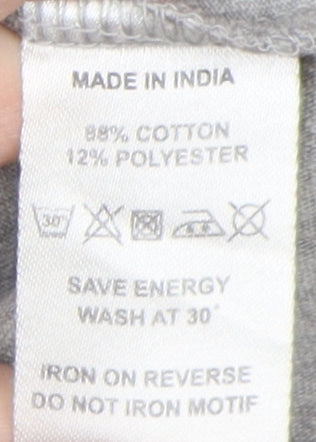 MADE IN INDIA
88% COTTON
12% POLYESTER
30°
SAVE ENERGY
WASH AT 30°
IRON ON REVERSE
DO NOT IRON MOTIF